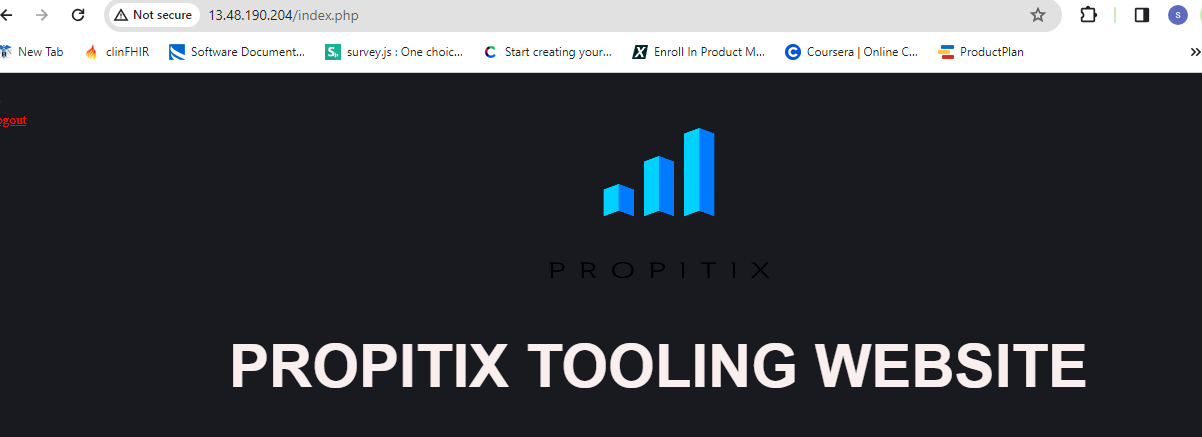 Not secure 13.48.190.204/index.php
S
New Tab clinFHIR Software Document... survey.js : One choic... Start creating your... Enroll In Product M... Coursera | Online C... ProductPlan
ogout
PROPITIX
PROPITIX TOOLING WEBSITE